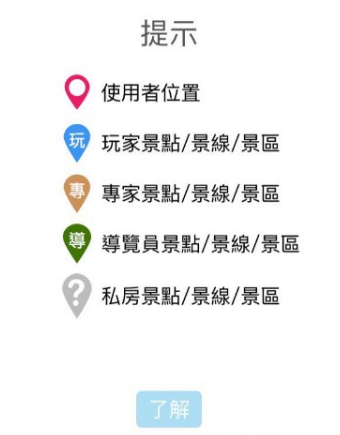 提示
使用者位置
玩 玩家景點/景線/景區
專 專家景點/景線/景區
導 導覽員景點/景線/景區
? 私房景點/景線/景區
了解